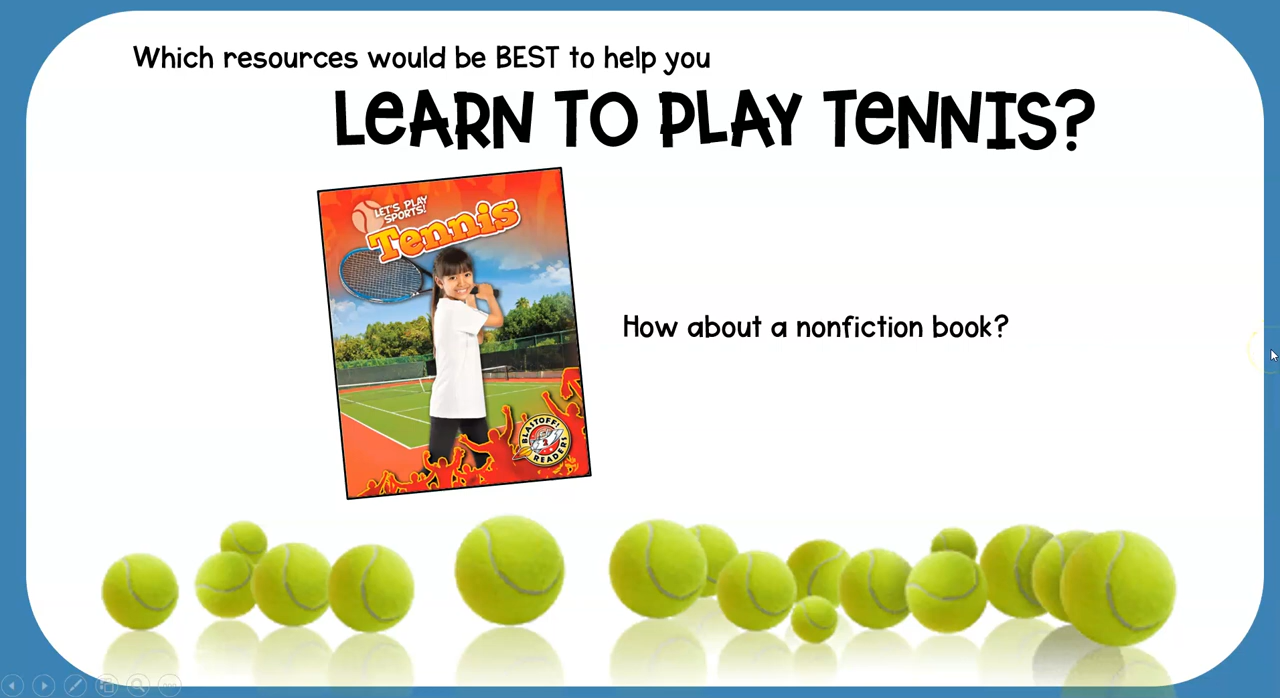 Which resources would be BEST to help you
LeARN TO PLAY TeNNIS?
LET'S PLAY
SPORTS!
Tennis
How about a nonfiction book?
BLASTOFF!
2
READERS